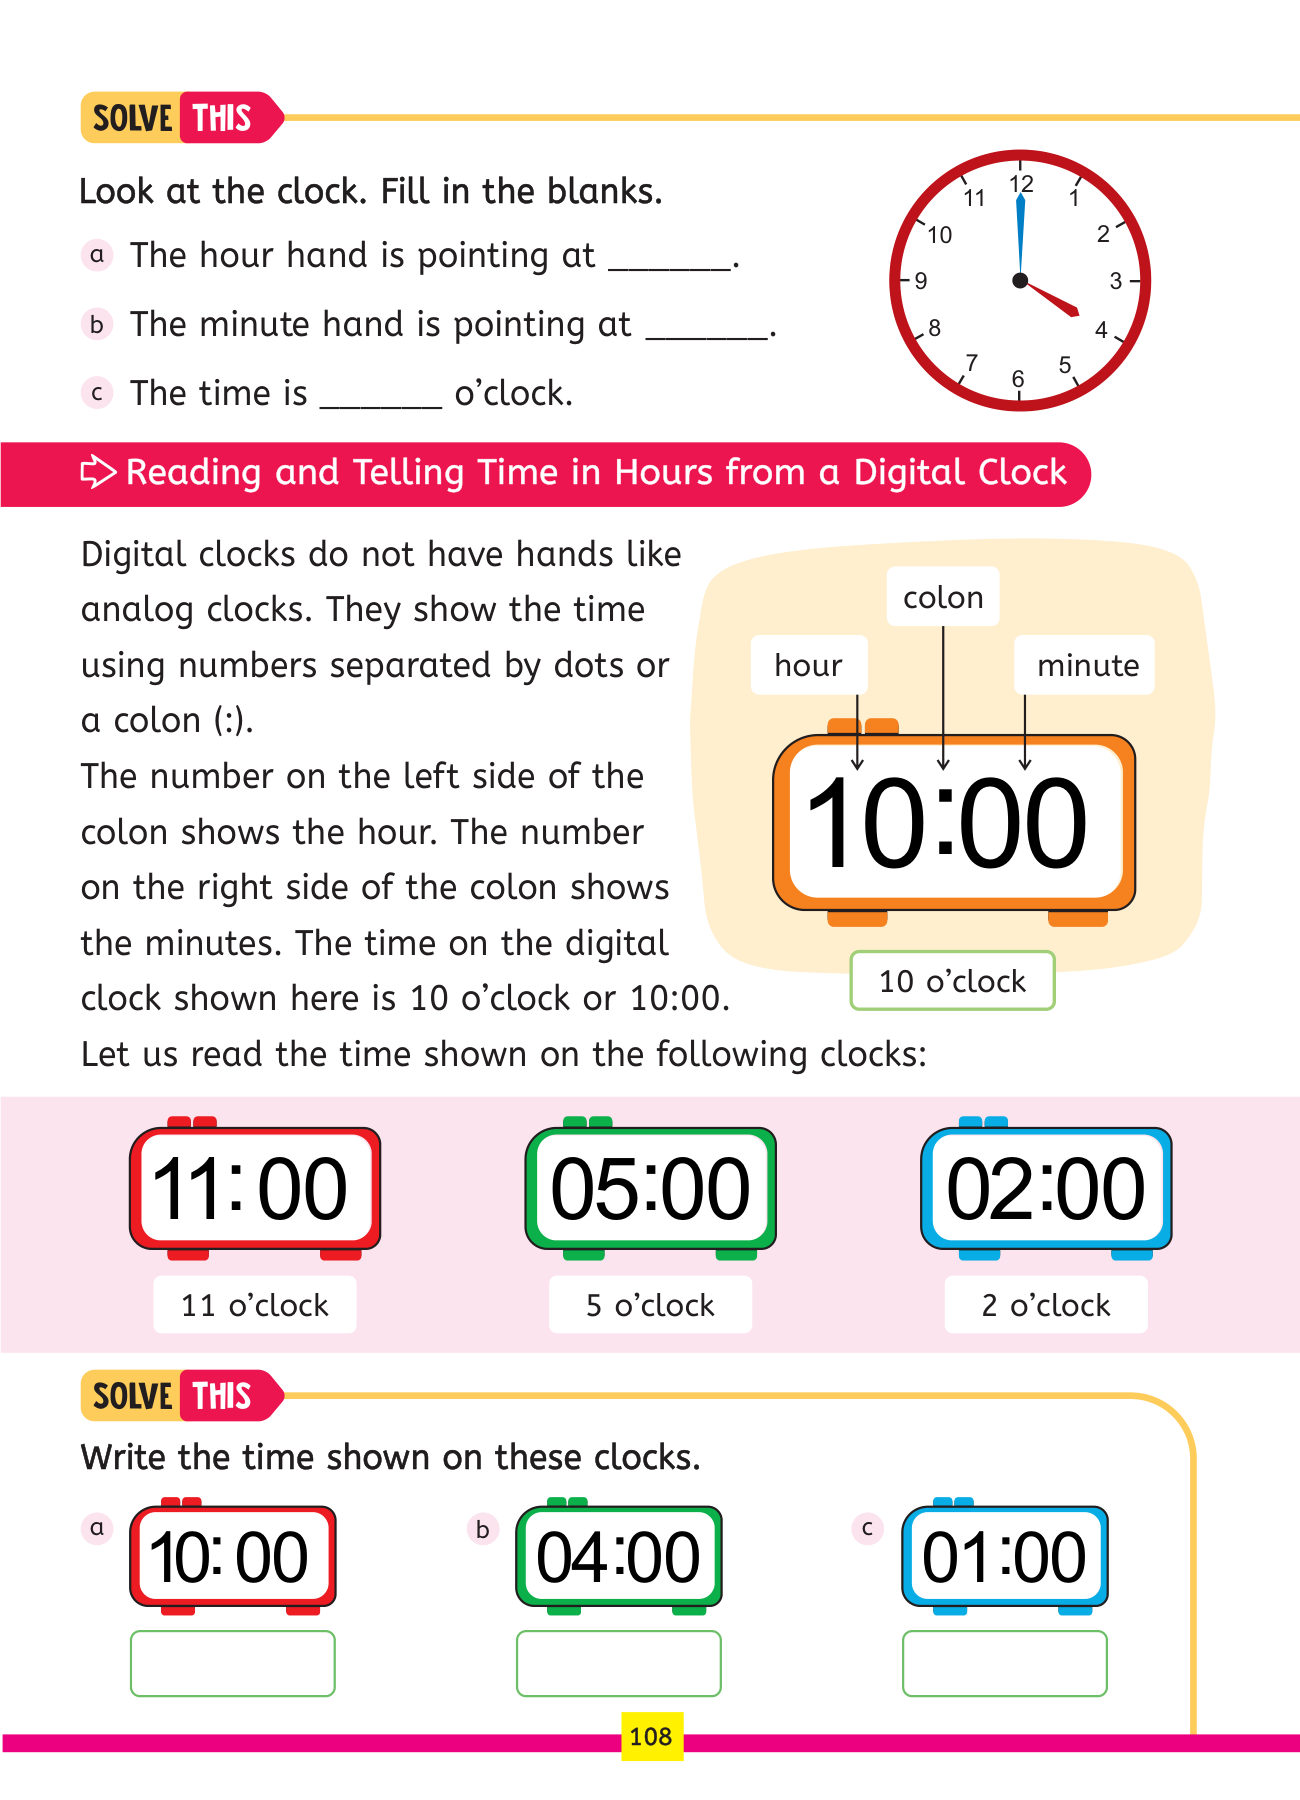 SOLVE THIS
Look at the clock. Fill in the blanks.
a The hour hand is pointing at ______.
b The minute hand is pointing at ______.
c The time is ______ o’clock.
12
11
1
10
2
9
3
8
4
7
5
6
Reading and Telling Time in Hours from a Digital Clock
Digital clocks do not have hands like
analog clocks. They show the time
using numbers separated by dots or
a colon (:).
The number on the left side of the
colon shows the hour. The number
on the right side of the colon shows
the minutes. The time on the digital
clock shown here is 10 o’clock or 10:00.
colon
hour
minute
10:00
10 o’clock
Let us read the time shown on the following clocks:
11:00
05:00
02:00
11 o’clock
5 o’clock
2 o’clock
SOLVE THIS
Write the time shown on these clocks.
a 10:00
b 04:00
c 01:00
108